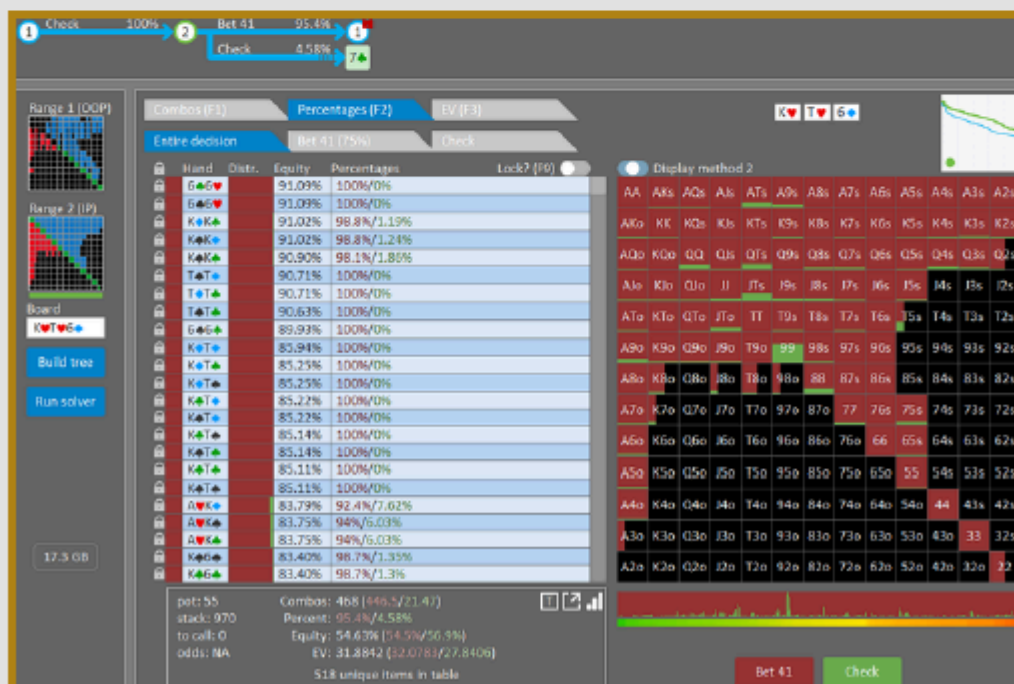 Check 100% Bet 41 95.4%
1 2 1
Check 4.58% 7♣
Range 1 (OOP)
Range 2 (IP)
Board
K♥T♥6♦
Build tree
Run solver
17.3 GB
Combos (F1) Percentages (F2) EV (F3)
K♥ T♥ 6♦
Entire decision Bet 41 (75%) Check
Hand Distr. Equity Percentages Lock? (F9)
Display method 2
6♣6♥ 91.09% 100%/0%
6♠6♥ 91.09% 100%/0%
K♦K♣ 91.02% 98.8%/1.19%
K♠K♦ 91.02% 98.8%/1.24%
K♠K♣ 90.90% 98.1%/1.86%
T♠T♦ 90.71% 100%/0%
T♦T♣ 90.71% 100%/0%
T♠T♣ 90.63% 100%/0%
6♠6♣ 89.93% 100%/0%
K♦T♦ 85.94% 100%/0%
K♦T♣ 85.25% 100%/0%
K♦T♠ 85.25% 100%/0%
K♣T♦ 85.22% 100%/0%
K♠T♦ 85.22% 100%/0%
K♣T♠ 85.14% 100%/0%
K♠T♣ 85.14% 100%/0%
K♣T♣ 85.11% 100%/0%
K♠T♠ 85.11% 100%/0%
A♥K♦ 83.79% 92.4%/7.62%
A♥K♠ 83.75% 94%/6.03%
A♥K♣ 83.75% 94%/6.03%
K♠6♠ 83.40% 98.7%/1.35%
K♣6♣ 83.40% 98.7%/1.3%
AA AKs AQs AJs ATs A9s A8s A7s A6s A5s A4s A3s A2s
AKo KK KQs KJs KTs K9s K8s K7s K6s K5s K4s K3s K2s
AQo KQo QQ QJs QTs Q9s Q8s Q7s Q6s Q5s Q4s Q3s Q2s
AJo KJo QJo JJ JTs J9s J8s J7s J6s J5s J4s J3s J2s
ATo KTo QTo JTo TT T9s T8s T7s T6s T5s T4s T3s T2s
A9o K9o Q9o J9o T9o 99 98s 97s 96s 95s 94s 93s 92s
A8o K8o Q8o J8o T8o 98o 88 87s 86s 85s 84s 83s 82s
A7o K7o Q7o J7o T7o 97o 87o 77 76s 75s 74s 73s 72s
A6o K6o Q6o J6o T6o 96o 86o 76o 66 65s 64s 63s 62s
A5o K5o Q5o J5o T5o 95o 85o 75o 65o 55 54s 53s 52s
A4o K4o Q4o J4o T4o 94o 84o 74o 64o 54o 44 43s 42s
A3o K3o Q3o J3o T3o 93o 83o 73o 63o 53o 43o 33 32s
A2o K2o Q2o J2o T2o 92o 82o 72o 62o 52o 42o 32o 22
pot: 55 Combos: 468 (446.5/21.47)
stack: 970 Percent: 95.4%/4.58%
to call: 0 Equity: 54.63% (54.5%/56.9%)
odds: NA EV: 31.8842 (32.0783/27.8406)
518 unique items in table
Bet 41 Check